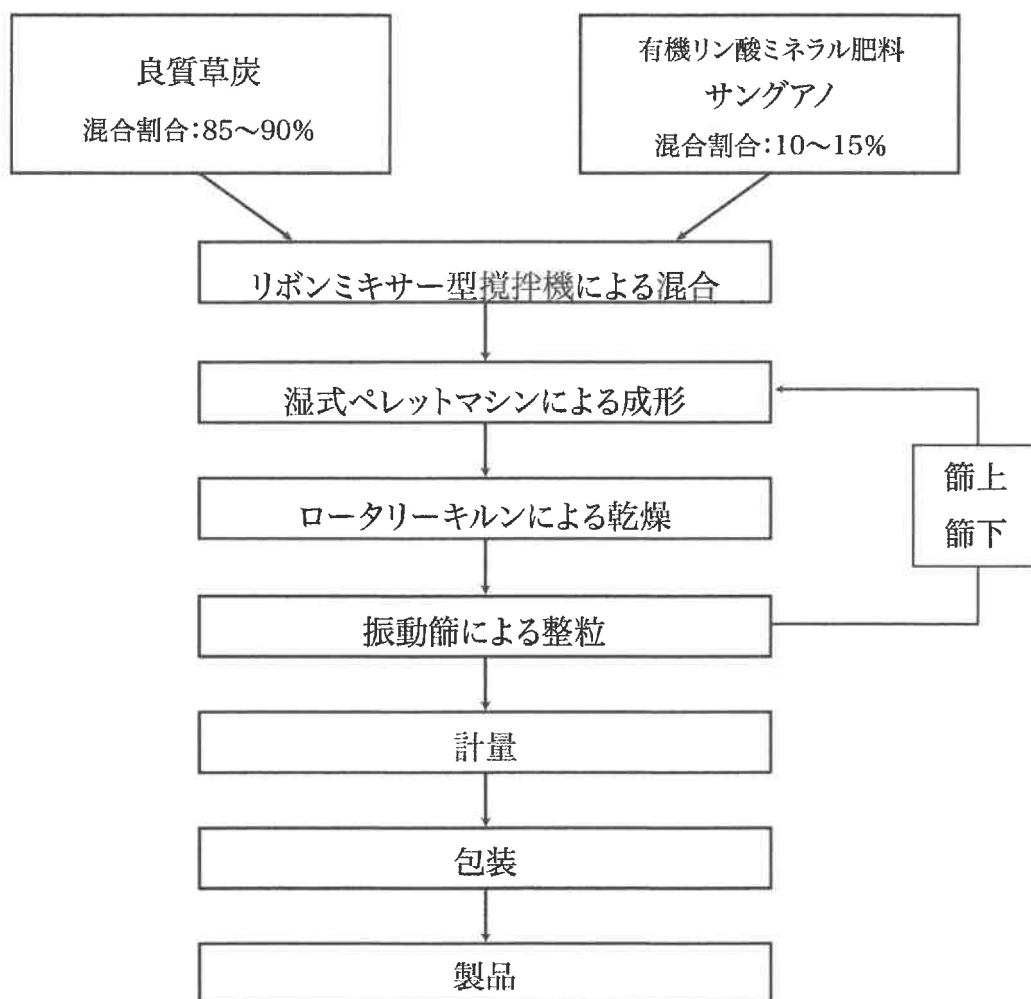 良質草炭
混合割合:85～90%
有機リン酸ミネラル肥料
サングアノ
混合割合:10～15%
リボンミキサー型撹拌機による混合
湿式ペレットマシンによる成形
ロータリーキルンによる乾燥
篩上
篩下
振動篩による整粒
計量
包装
製品